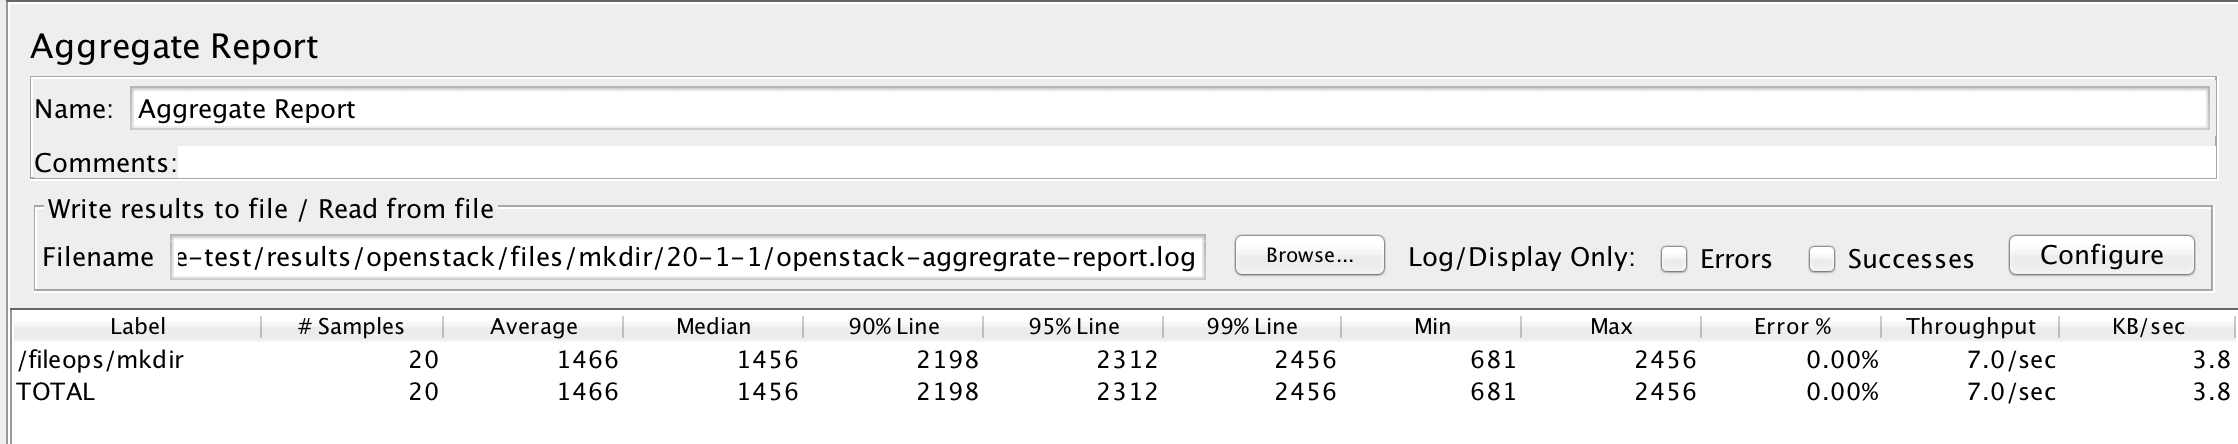 Aggregate Report
Name: Aggregate Report
Comments:
Write results to file / Read from file
Filename e-test/results/openstack/files/mkdir/20-1-1/openstack-aggregrate-report.log Browse... Log/Display Only: Errors Successes Configure
Label # Samples Average Median 90% Line 95% Line 99% Line Min Max Error % Throughput KB/sec
/fileops/mkdir 20 1466 1456 2198 2312 2456 681 2456 0.00% 7.0/sec 3.8
TOTAL 20 1466 1456 2198 2312 2456 681 2456 0.00% 7.0/sec 3.8